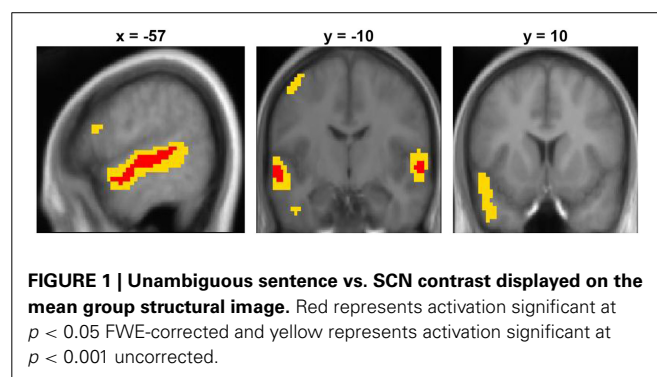 x = -57 y = -10 y = 10
FIGURE 1 | Unambiguous sentence vs. SCN contrast displayed on the
mean group structural image. Red represents activation significant at
p < 0.05 FWE-corrected and yellow represents activation significant at
p < 0.001 uncorrected.